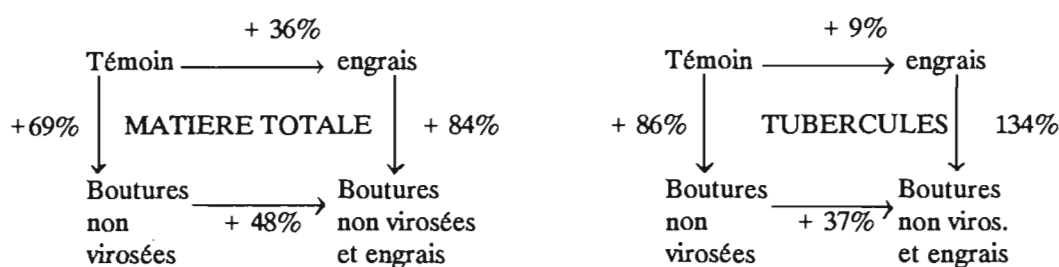 + 36%
Témoin engrais
+69% MATIERE TOTALE + 84%
Boutures Boutures
non + 48% non virosées
virosées et engrais
+ 9%
Témoin engrais
+ 86% TUBERCULES 134%
Boutures Boutures
non + 37% non viros.
virosées et engrais